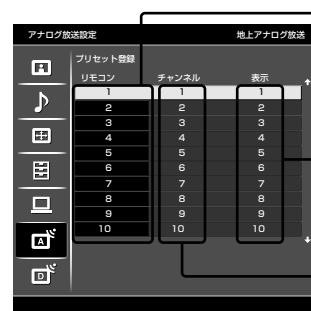 アナログ放送設定 地上アナログ放送
プリセット登録
リモコン チャンネル 表示
1 1 1
2 2 2
3 3 3
4 4 4
5 5 5
6 6 6
7 7 7
8 8 8
9 9 9
10 10 10
A
D